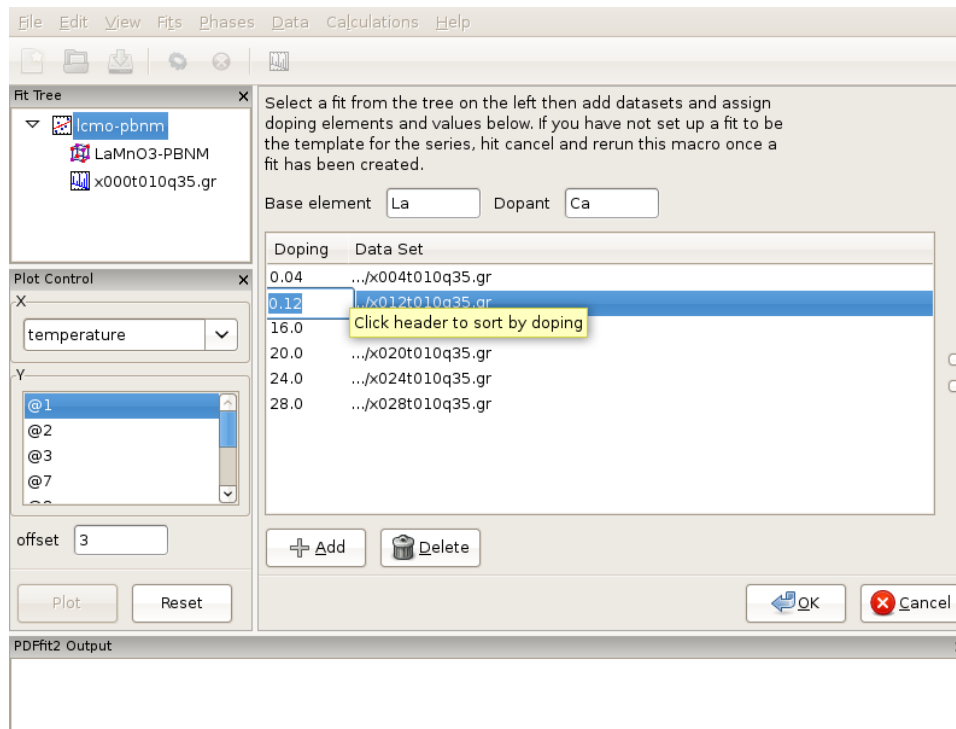 File Edit View Fits Phases Data Calculations Help
Fit Tree
lcmo-pbnm
LaMnO3-PBNM
x000t010q35.gr
Select a fit from the tree on the left then add datasets and assign
doping elements and values below. If you have not set up a fit to be
the template for the series, hit cancel and rerun this macro once a
fit has been created.
Base element La Dopant Ca
Doping Data Set
0.04 .../x004t010q35.gr
0.12 .../x012t010q35.gr
Click header to sort by doping
16.0
20.0 .../x020t010q35.gr
24.0 .../x024t010q35.gr
28.0 .../x028t010q35.gr
Add Delete
OK Cancel
Plot Control
X
temperature
Y
@1
@2
@3
@7
offset 3
Plot Reset
PDFfit2 Output